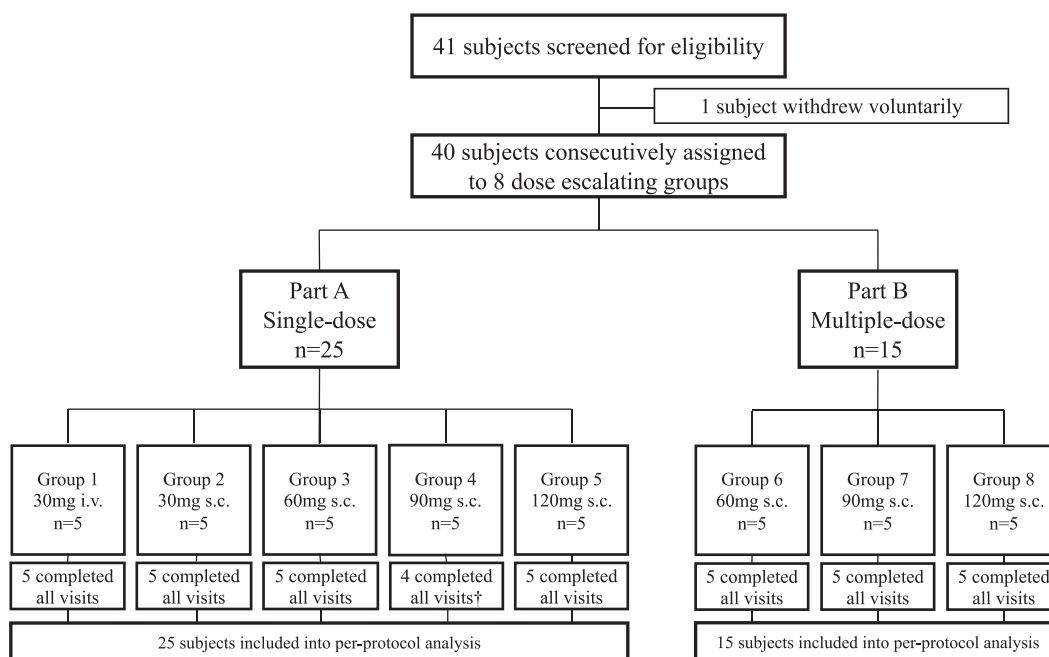 41 subjects screened for eligibility
1 subject withdrew voluntarily
40 subjects consecutively assigned
to 8 dose escalating groups
Part A
Single-dose
n=25
Part B
Multiple-dose
n=15
Group 1
30mg i.v.
n=5
Group 2
30mg s.c.
n=5
Group 3
60mg s.c.
n=5
Group 4
90mg s.c.
n=5
Group 5
120mg s.c.
n=5
Group 6
60mg s.c.
n=5
Group 7
90mg s.c.
n=5
Group 8
120mg s.c.
n=5
5 completed
all visits
5 completed
all visits
5 completed
all visits
4 completed
all visits†
5 completed
all visits
5 completed
all visits
5 completed
all visits
5 completed
all visits
25 subjects included into per-protocol analysis
15 subjects included into per-protocol analysis